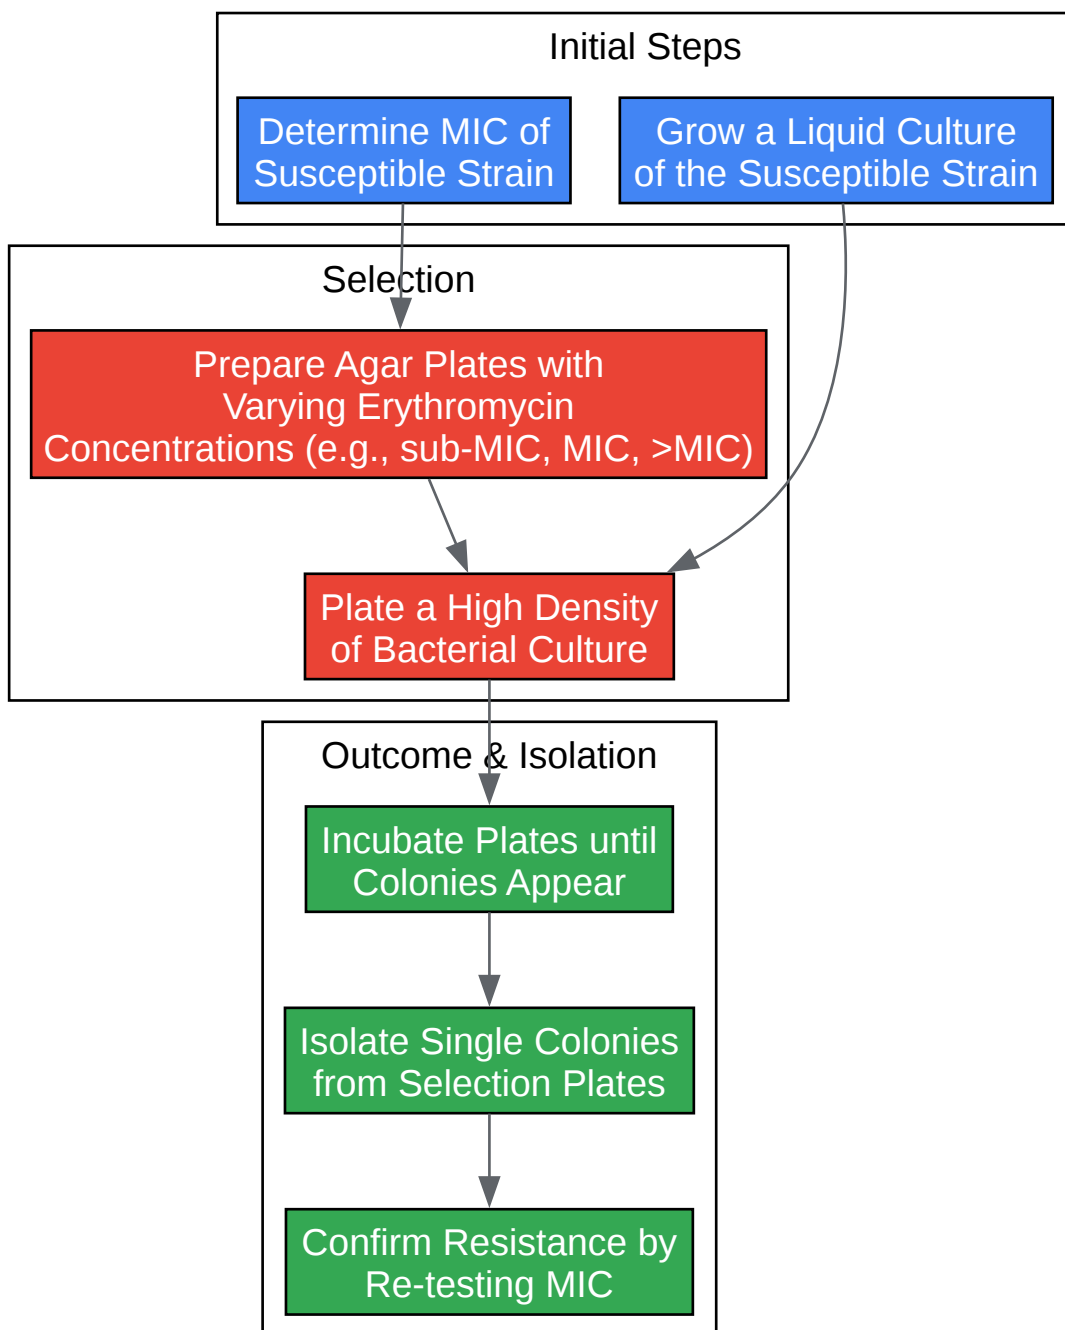 Initial Steps
Determine MIC of
Susceptible Strain
Grow a Liquid Culture
of the Susceptible Strain
Selection
Prepare Agar Plates with
Varying Erythromycin
Concentrations (e.g., sub-MIC, MIC, >MIC)
Plate a High Density
of Bacterial Culture
Outcome & Isolation
Incubate Plates until
Colonies Appear
Isolate Single Colonies
from Selection Plates
Confirm Resistance by
Re-testing MIC